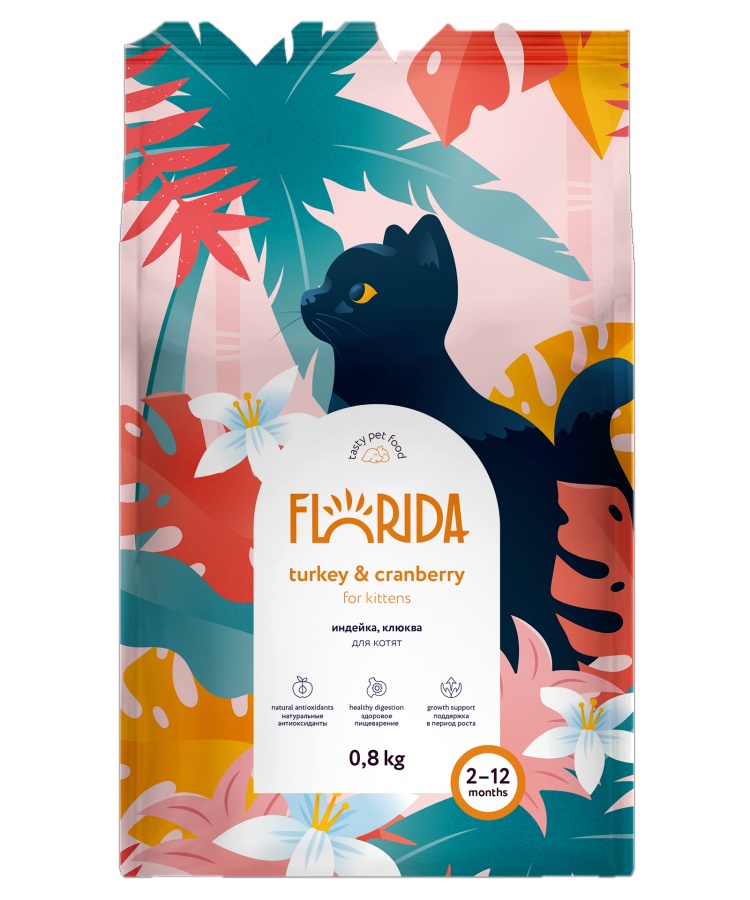 tasty pet food
FLORIDA
turkey & cranberry
for kittens
индейка, клюква
для котят
natural antioxidants
натуральные
антиоксиданты
healthy digestion
здоровое
пищеварение
growth support
поддержка
в период роста
0,8 kg
2–12
months